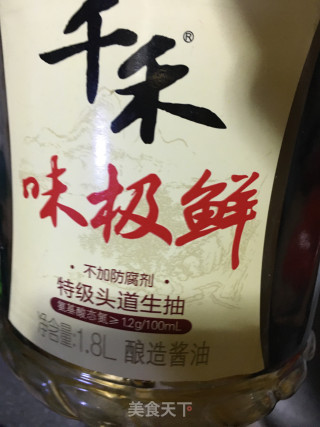 千禾®
味极鲜
· 不加防腐剂 ·
特级头道生抽
氨基酸态氮≥1.2g/100mL
净含量:1.8L 酿造酱油
美食天下